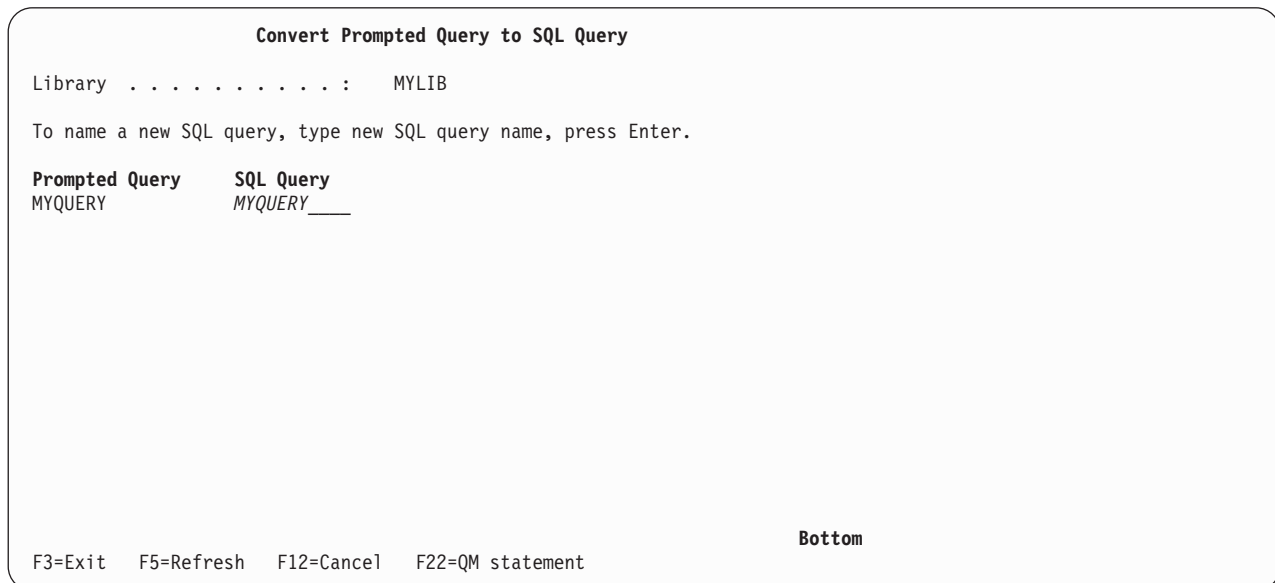 Convert Prompted Query to SQL Query
Library . . . . . . . . . . : MYLIB
To name a new SQL query, type new SQL query name, press Enter.
Prompted Query SQL Query
MYQUERY MYQUERY____
Bottom
F3=Exit F5=Refresh F12=Cancel F22=QM statement